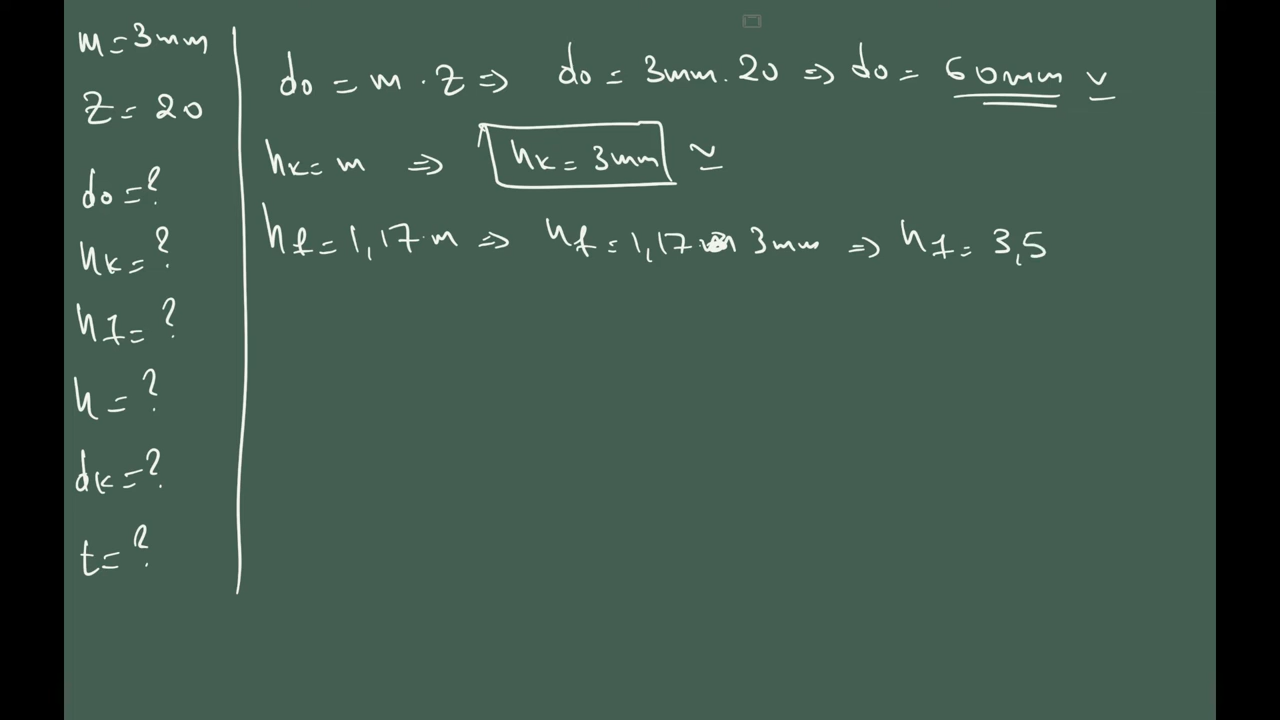 m = 3mm
z = 20
do = ?
hk = ?
hf = ?
h = ?
dk = ?
t = ?
do = m . z => do = 3mm . 20 => do = 60mm
hk = m => hk = 3mm
hf = 1,17 . m => hf = 1,17 . 3mm => hf = 3,5